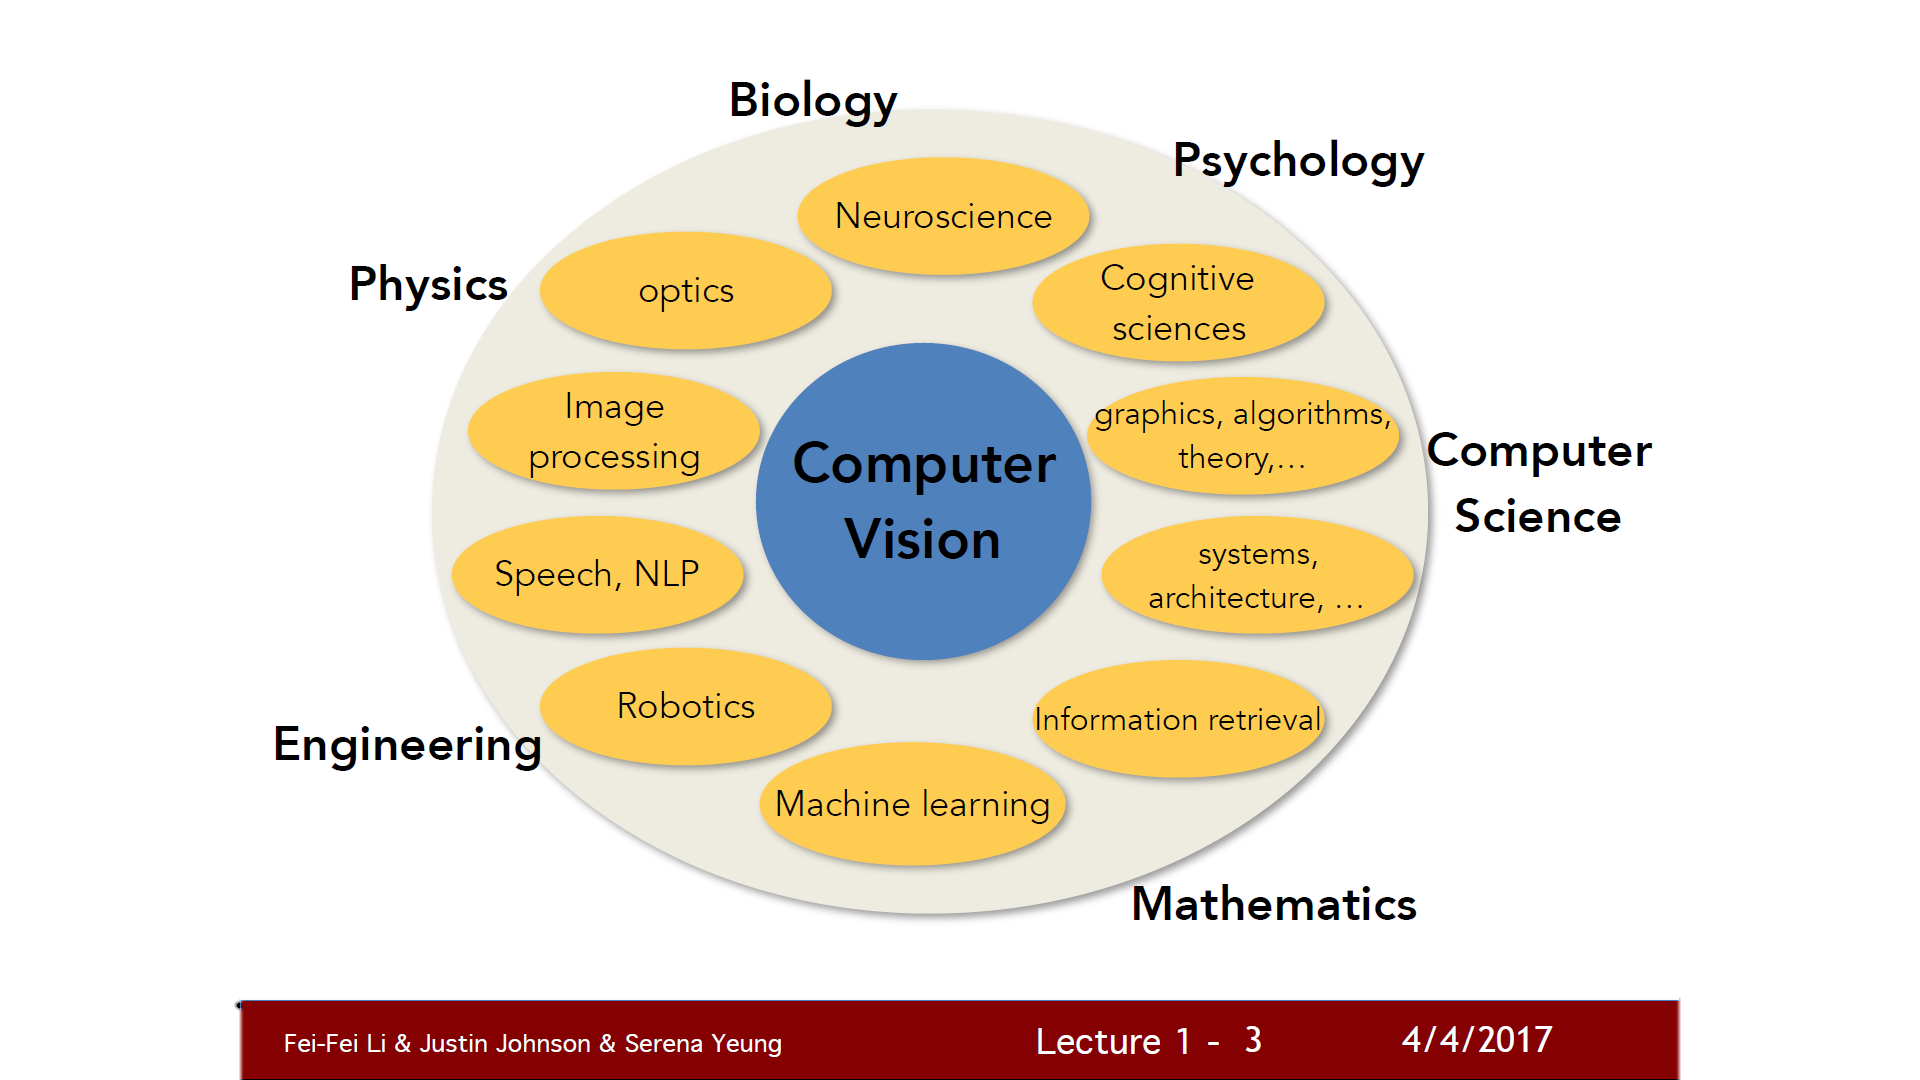 Biology
Psychology
Neuroscience
Physics
optics
Cognitive
sciences
Image
processing
graphics, algorithms,
theory,...
Computer
Vision
Computer
Science
Speech, NLP
systems,
architecture, ...
Robotics
Information retrieval
Engineering
Machine learning
Mathematics
Fei-Fei Li & Justin Johnson & Serena Yeung
Lecture 1 - 3
4/4/2017